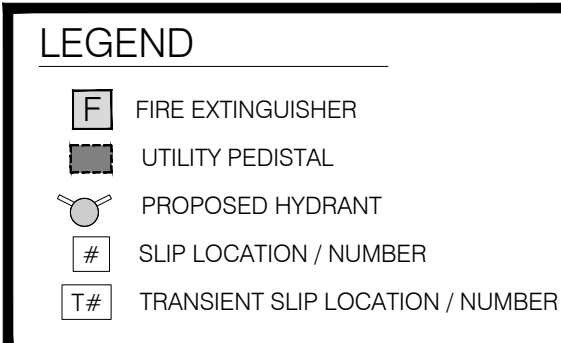 LEGEND
F FIRE EXTINGUISHER
UTILITY PEDISTAL
PROPOSED HYDRANT
# SLIP LOCATION / NUMBER
T# TRANSIENT SLIP LOCATION / NUMBER